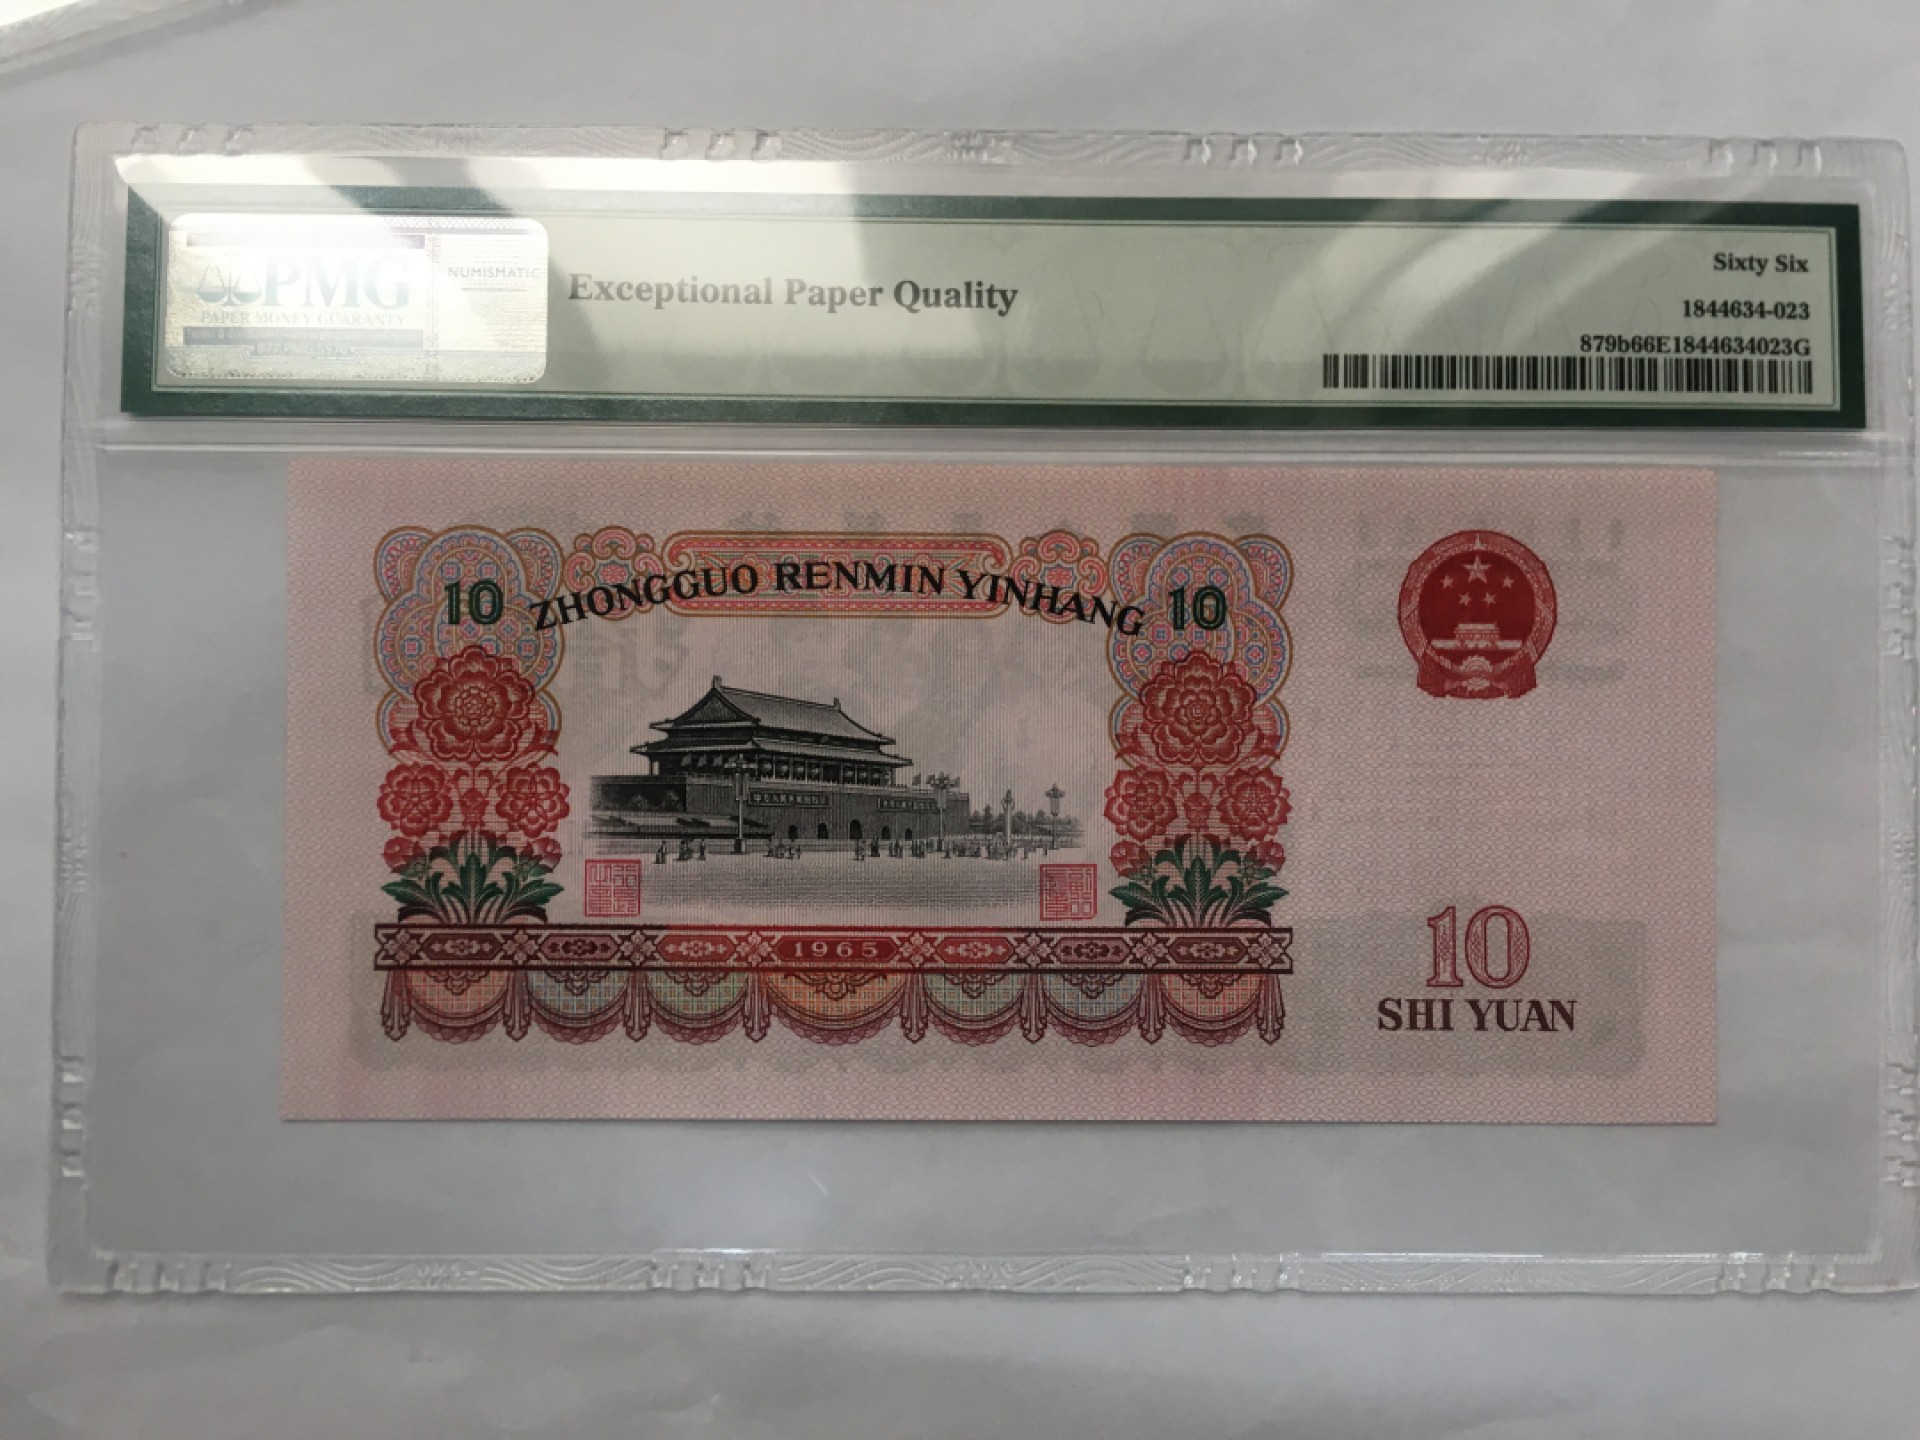 PMG
PAPER MONEY GUARANTY
NUMISMATIC
Exceptional Paper Quality
Sixty Six
1844634-023
879b66E1844634023G
ZHONGGUO RENMIN YINHANG
10
10
1965
10
SHI YUAN